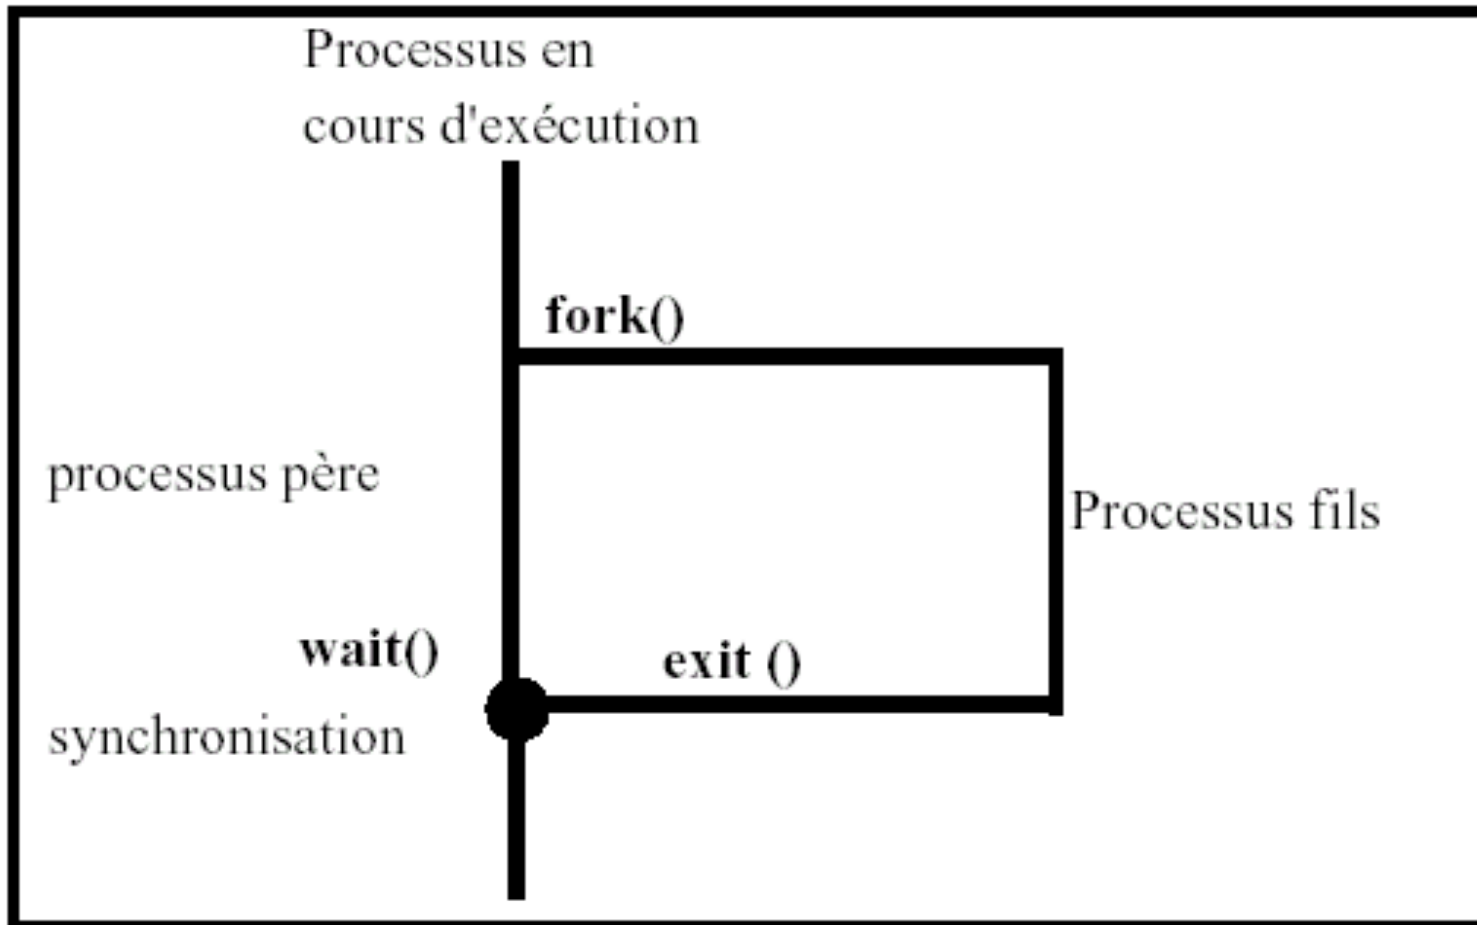 Processus en
cours d'exécution
fork()
processus père
Processus fils
wait()
exit ()
synchronisation